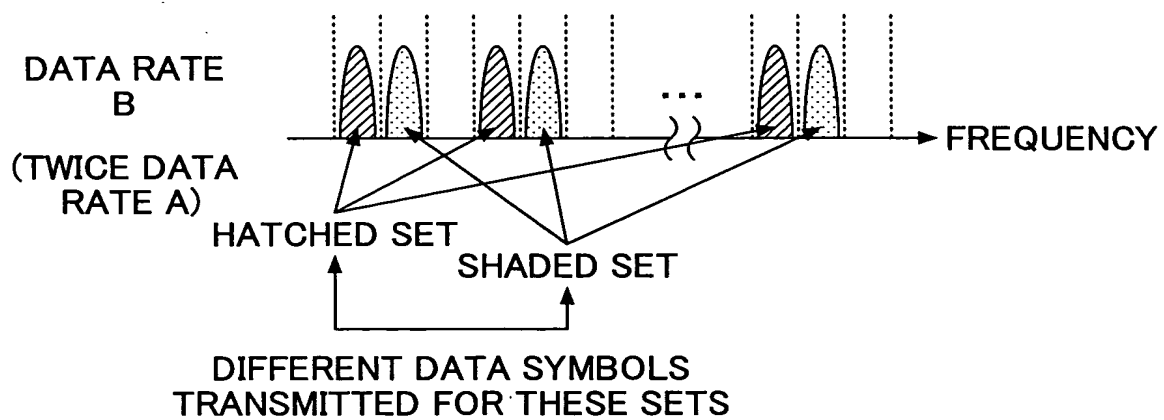 DATA RATE
B
(TWICE DATA
RATE A)
...
FREQUENCY
HATCHED SET
SHADED SET
DIFFERENT DATA SYMBOLS
TRANSMITTED FOR THESE SETS